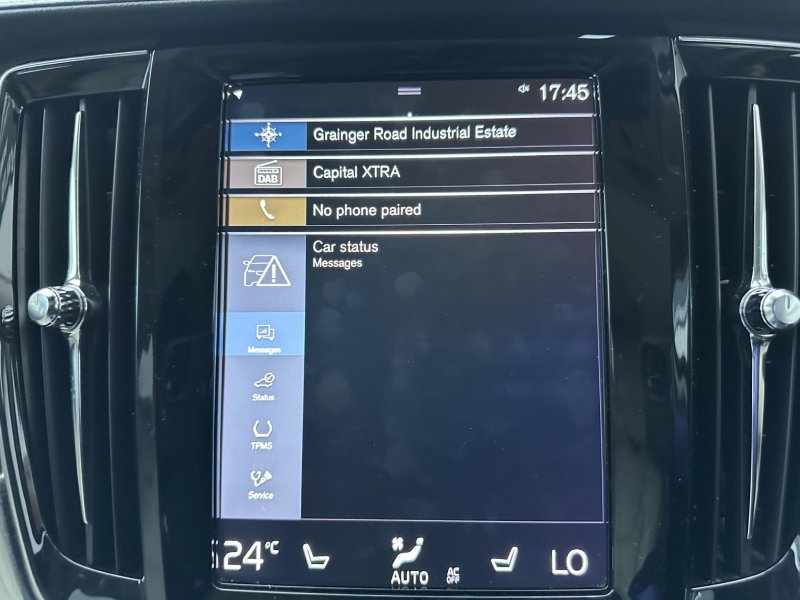 17:45
Grainger Road Industrial Estate
DAB
Capital XTRA
No phone paired
Car status
Messages
Messages
Status
TPMS
Service
24°C
AUTO
AC
OFF
LO